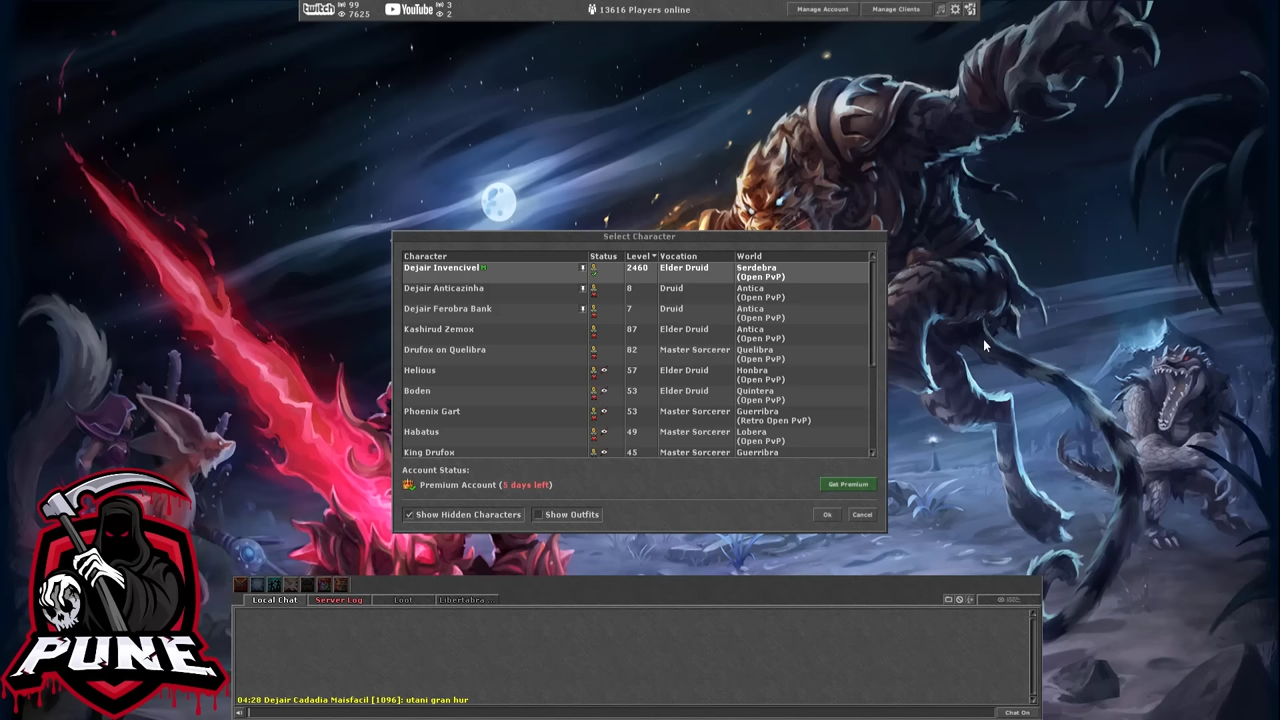 twitch 99 7625 YouTube 3 2 13616 Players online Manage Account Manage Clients
Select Character
Character Status Level Vocation World
Dejair Invencivel M 2460 Elder Druid Serdebra
(Open PvP)
Dejair Anticazinha 8 Druid Antica
(Open PvP)
Dejair Ferobra Bank 7 Druid Antica
(Open PvP)
Kashirud Zemox 87 Elder Druid Antica
(Open PvP)
Drufox on Quelibra 82 Master Sorcerer Quelibra
(Open PvP)
Helious 57 Elder Druid Honbra
(Open PvP)
Boden 53 Elder Druid Quintera
(Open PvP)
Phoenix Gart 53 Master Sorcerer Guerribra
(Retro Open PvP)
Habatus 49 Master Sorcerer Lobera
(Open PvP)
King Drufox 45 Master Sorcerer Guerribra
Account Status:
Premium Account (5 days left) Get Premium
Show Hidden Characters Show Outfits Ok Cancel
PUNE
Local Chat Server Log Loot Libertabra...
04:28 Dejair Cadadia Maisfacil [1096]: utani gran hur
Chat On